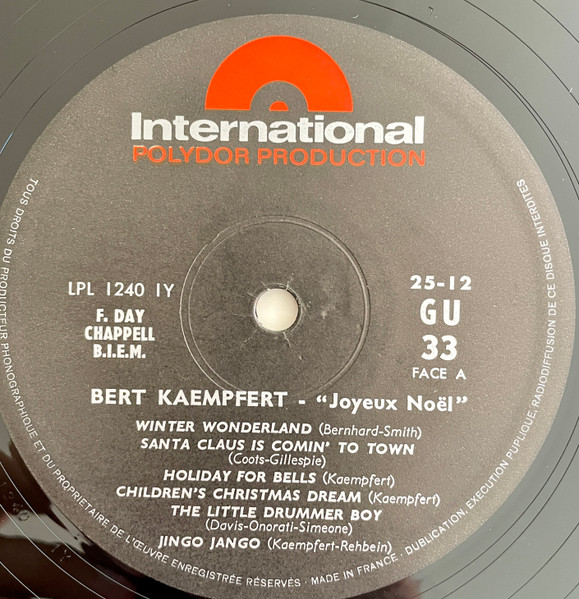 International
POLYDOR PRODUCTION
LPL 1240 1Y
F. DAY
CHAPPELL
B.I.E.M.
25-12
GU
33
FACE A
BERT KAEMPFERT - “Joyeux Noël”
WINTER WONDERLAND (Bernhard-Smith)
SANTA CLAUS IS COMIN' TO TOWN
(Coots-Gillespie)
HOLIDAY FOR BELLS (Kaempfert)
CHILDREN'S CHRISTMAS DREAM (Kaempfert)
THE LITTLE DRUMMER BOY
(Davis-Onorati-Simeone)
JINGO JANGO (Kaempfert-Rehbein)
TOUS DROITS DU PRODUCTEUR PHONOGRAPHIQUE ET DU PROPRIETAIRE DE L'ŒUVRE ENREGISTRÉE RÉSERVÉS · MADE IN FRANCE · DUBLICATION, EXECUTION PUPLIQUE, RADIODIFFUSION DE CE DISQUE INTERDITES